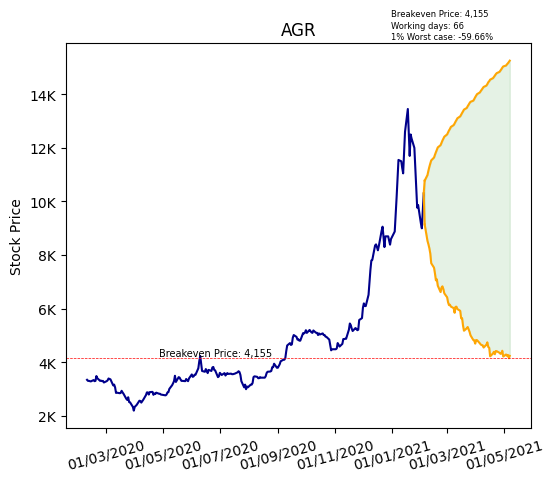 Breakeven Price: 4,155
Working days: 66
1% Worst case: -59.66%
AGR
Stock Price
14K
12K
10K
8K
6K
4K
2K
Breakeven Price: 4,155
01/03/2020
01/05/2020
01/07/2020
01/09/2020
01/11/2020
01/01/2021
01/03/2021
01/05/2021